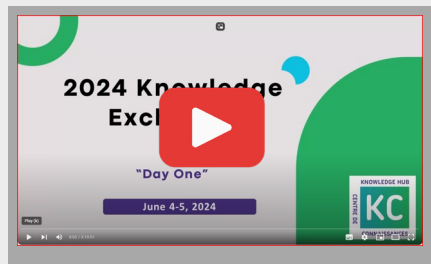 2024 Knowledge
Exch
"Day One"
June 4-5, 2024
KNOWLEDGE HUB
CENTRE DE
KC
CONNAISSANCES
Play (k)